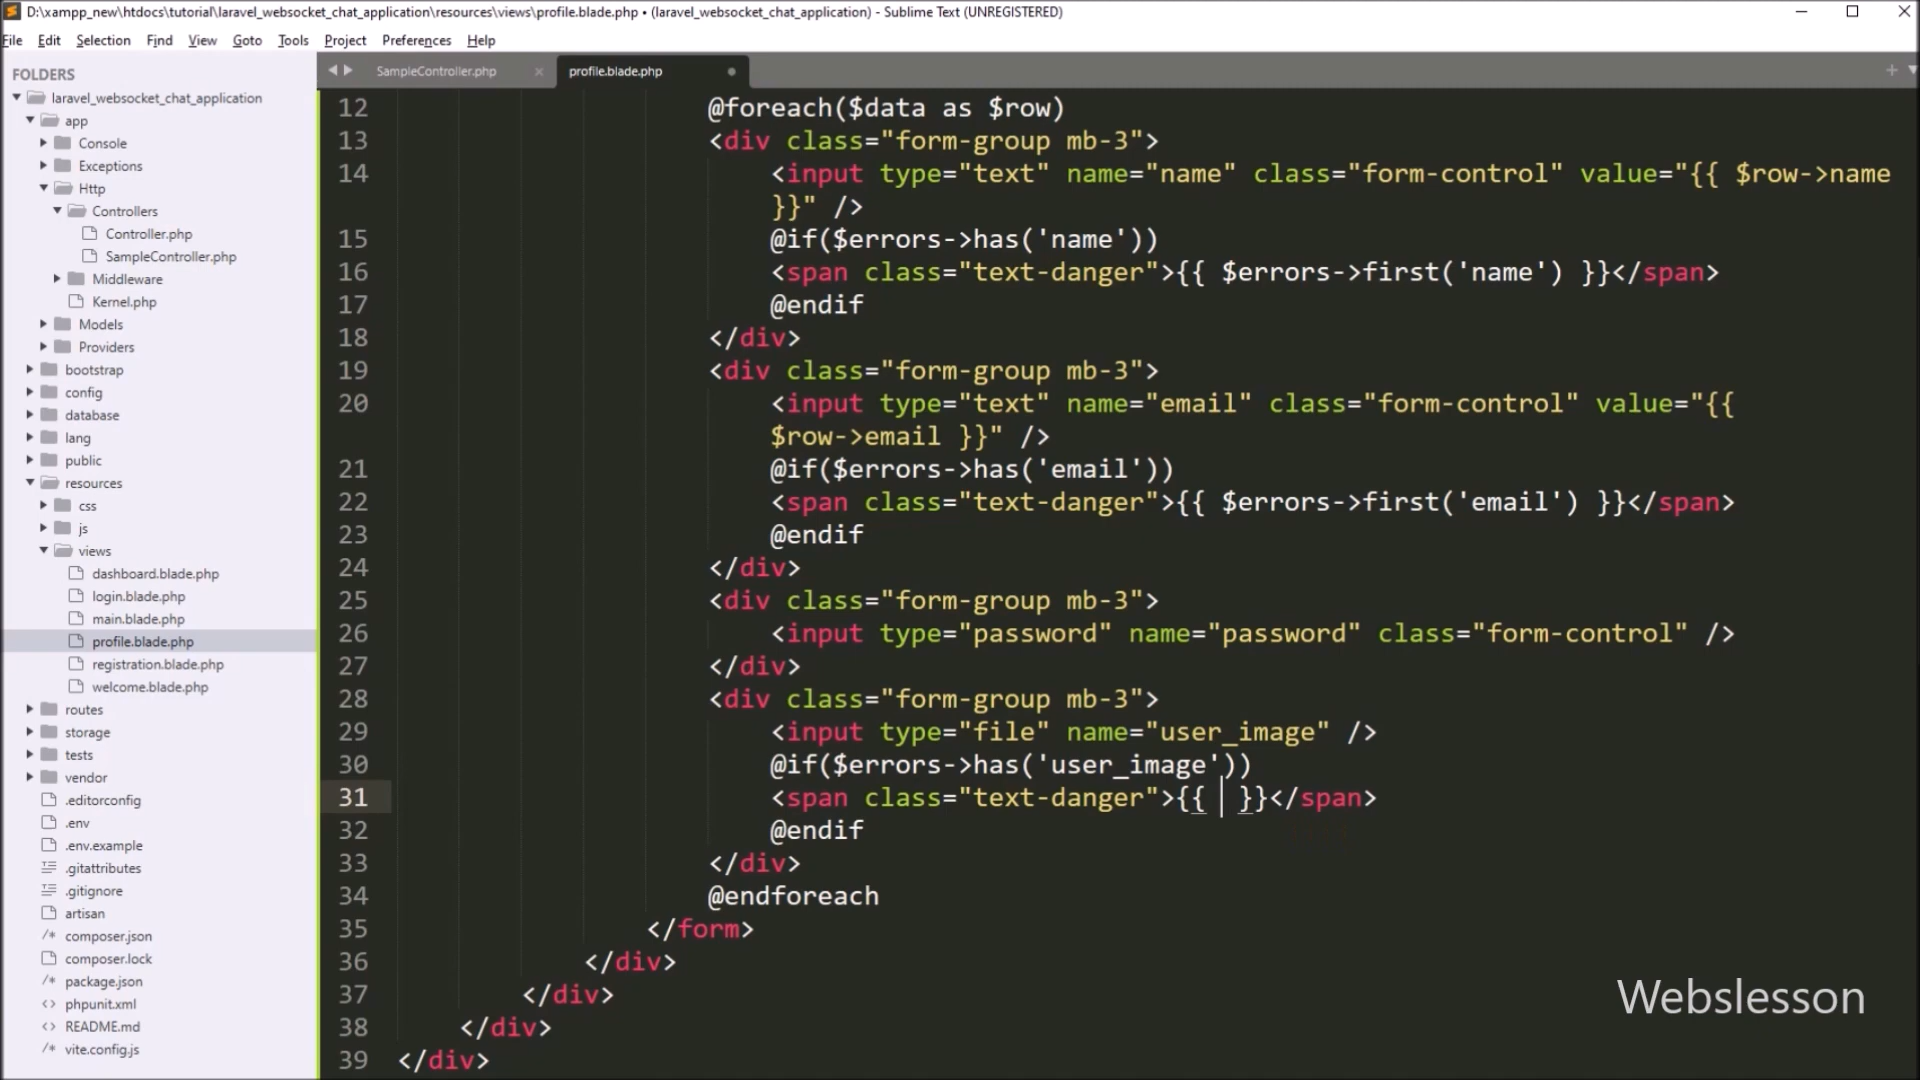 D:\xampp_new\htdocs\tutorial\laravel_websocket_chat_application\resources\views\profile.blade.php • (laravel_websocket_chat_application) - Sublime Text (UNREGISTERED)
File Edit Selection Find View Goto Tools Project Preferences Help
FOLDERS
laravel_websocket_chat_application
app
Console
Exceptions
Http
Controllers
Controller.php
SampleController.php
Middleware
Kernel.php
Models
Providers
bootstrap
config
database
lang
public
resources
css
js
views
dashboard.blade.php
login.blade.php
main.blade.php
profile.blade.php
registration.blade.php
welcome.blade.php
routes
storage
tests
vendor
.editorconfig
.env
.env.example
.gitattributes
.gitignore
artisan
/* composer.json
composer.lock
/* package.json
<> phpunit.xml
<> README.md
/* vite.config.js
SampleController.php × profile.blade.php
12 @foreach($data as $row)
13 <div class="form-group mb-3">
14 <input type="text" name="name" class="form-control" value="{{ $row->name
}}" />
15 @if($errors->has('name'))
16 <span class="text-danger">{{ $errors->first('name') }}</span>
17 @endif
18 </div>
19 <div class="form-group mb-3">
20 <input type="text" name="email" class="form-control" value="{{
$row->email }}" />
21 @if($errors->has('email'))
22 <span class="text-danger">{{ $errors->first('email') }}</span>
23 @endif
24 </div>
25 <div class="form-group mb-3">
26 <input type="password" name="password" class="form-control" />
27 </div>
28 <div class="form-group mb-3">
29 <input type="file" name="user_image" />
30 @if($errors->has('user_image'))
31 <span class="text-danger">{{  }}</span>
32 @endif
33 </div>
34 @endforeach
35 </form>
36 </div>
37 </div>
38 </div>
39 </div>
Webslesson